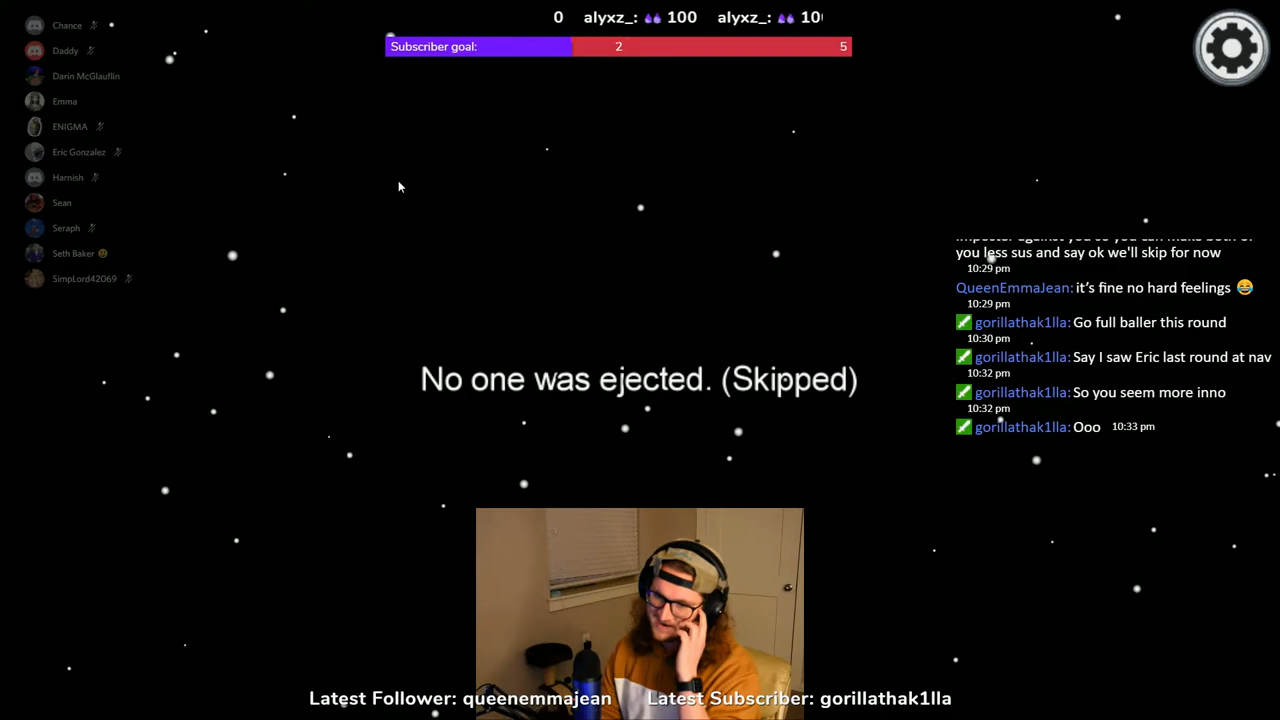 0 alyxz_: 100 alyxz_: 10
Subscriber goal: 2 5
Chance
Daddy
Darin McGlauflin
Emma
ENIGMA
Eric Gonzalez
Harnish
Sean
Seraph
Seth Baker
SimpLord42069
you less sus and say ok we'll skip for now
10:29 pm
QueenEmmaJean: it's fine no hard feelings 😂
10:29 pm
gorillathak1lla: Go full baller this round
10:30 pm
gorillathak1lla: Say I saw Eric last round at nav
10:32 pm
gorillathak1lla: So you seem more inno
10:32 pm
gorillathak1lla: Ooo 10:33 pm
No one was ejected. (Skipped)
Latest Follower: queenemmajean Latest Subscriber: gorillathak1lla